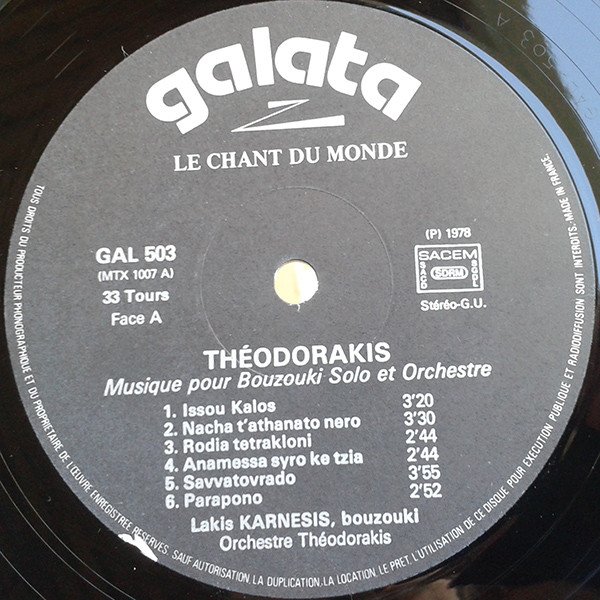 galata
LE CHANT DU MONDE
GAL 503
(MTX 1007 A)
33 Tours
Face A
(P) 1978
SACEM
SACD
SDRM
SGDL
Stéréo-G.U.
THÉODORAKIS
Musique pour Bouzouki Solo et Orchestre
1. Issou Kalos 3'20
2. Nacha t'athanato nero 3'30
3. Rodia tetrakloni 2'44
4. Anamessa syro ke tzia 2'44
5. Savvatovrado 3'55
6. Parapono 2'52
Lakis KARNESIS, bouzouki
Orchestre Théodorakis
TOUS DROITS DU PRODUCTEUR PHONOGRAPHIQUE ET DU PROPRIETAIRE DE L'ŒUVRE ENREGISTREE RESERVES. SAUF AUTORISATION, LA DUPLICATION, LA LOCATION, LE PRET, L'UTILISATION DE CE DISQUE POUR EXECUTION PUBLIQUE ET RADIODIFFUSION SONT INTERDITS - MADE IN FRANCE.